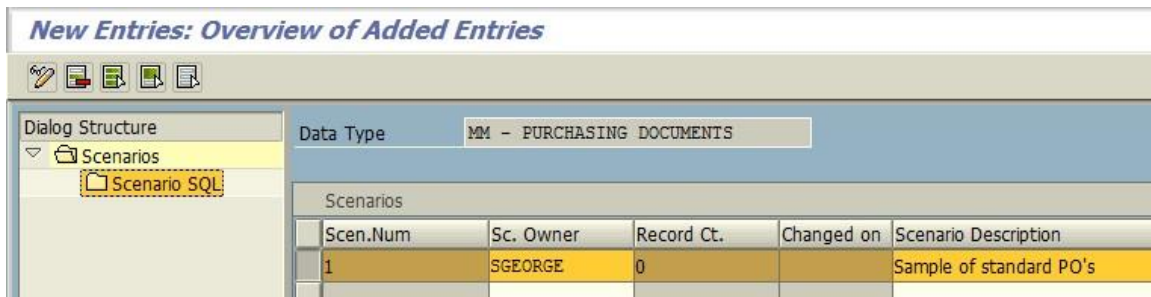 New Entries: Overview of Added Entries
Dialog Structure
Scenarios
Scenario SQL
Data Type MM - PURCHASING DOCUMENTS
Scenarios
Scen.Num Sc. Owner Record Ct. Changed on Scenario Description
1 SGEORGE 0 Sample of standard PO's